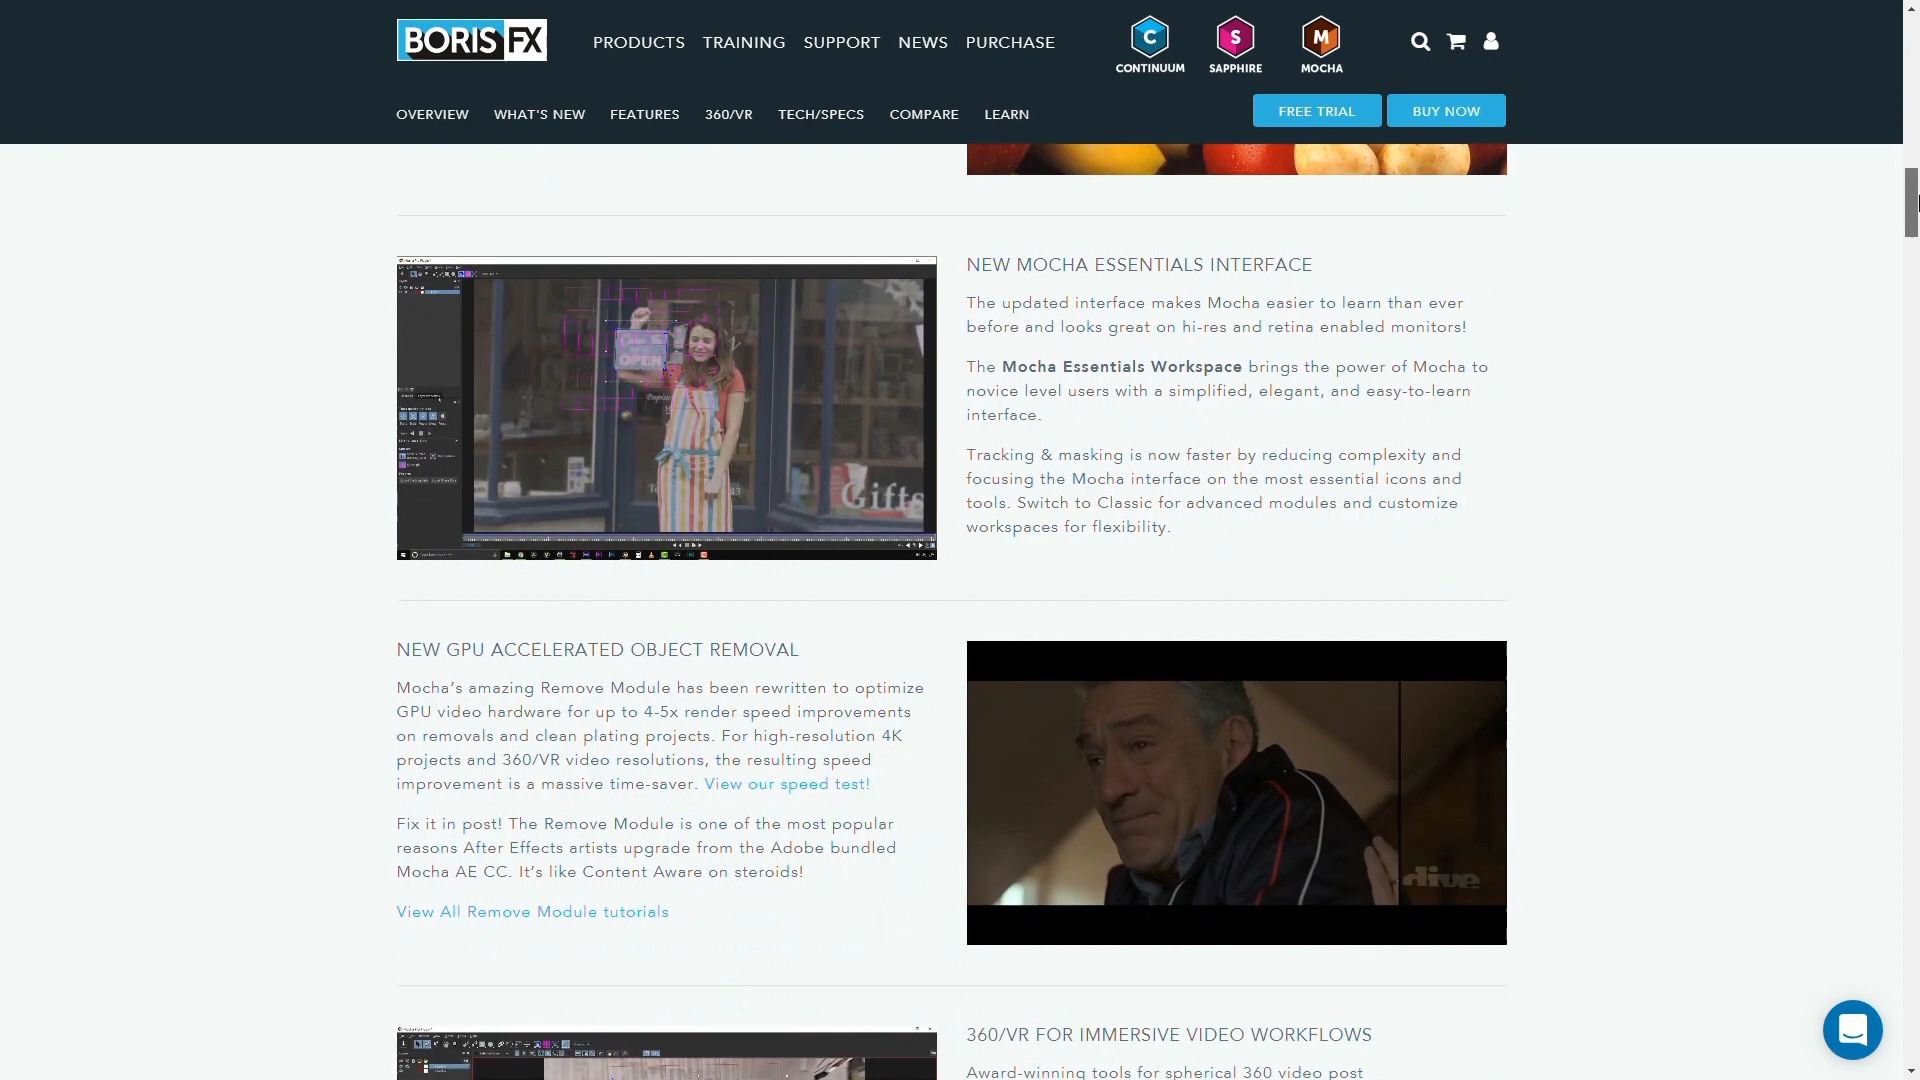 BORIS FX
PRODUCTS TRAINING SUPPORT NEWS PURCHASE
C S M
CONTINUUM SAPPHIRE MOCHA
OVERVIEW WHAT'S NEW FEATURES 360/VR TECH/SPECS COMPARE LEARN
FREE TRIAL BUY NOW
OPEN
Gifts
NEW MOCHA ESSENTIALS INTERFACE
The updated interface makes Mocha easier to learn than ever
before and looks great on hi-res and retina enabled monitors!
The Mocha Essentials Workspace brings the power of Mocha to
novice level users with a simplified, elegant, and easy-to-learn
interface.
Tracking & masking is now faster by reducing complexity and
focusing the Mocha interface on the most essential icons and
tools. Switch to Classic for advanced modules and customize
workspaces for flexibility.
NEW GPU ACCELERATED OBJECT REMOVAL
Mocha’s amazing Remove Module has been rewritten to optimize
GPU video hardware for up to 4-5x render speed improvements
on removals and clean plating projects. For high-resolution 4K
projects and 360/VR video resolutions, the resulting speed
improvement is a massive time-saver. View our speed test!
Fix it in post! The Remove Module is one of the most popular
reasons After Effects artists upgrade from the Adobe bundled
Mocha AE CC. It’s like Content Aware on steroids!
View All Remove Module tutorials
360/VR FOR IMMERSIVE VIDEO WORKFLOWS
Award-winning tools for spherical 360 video post